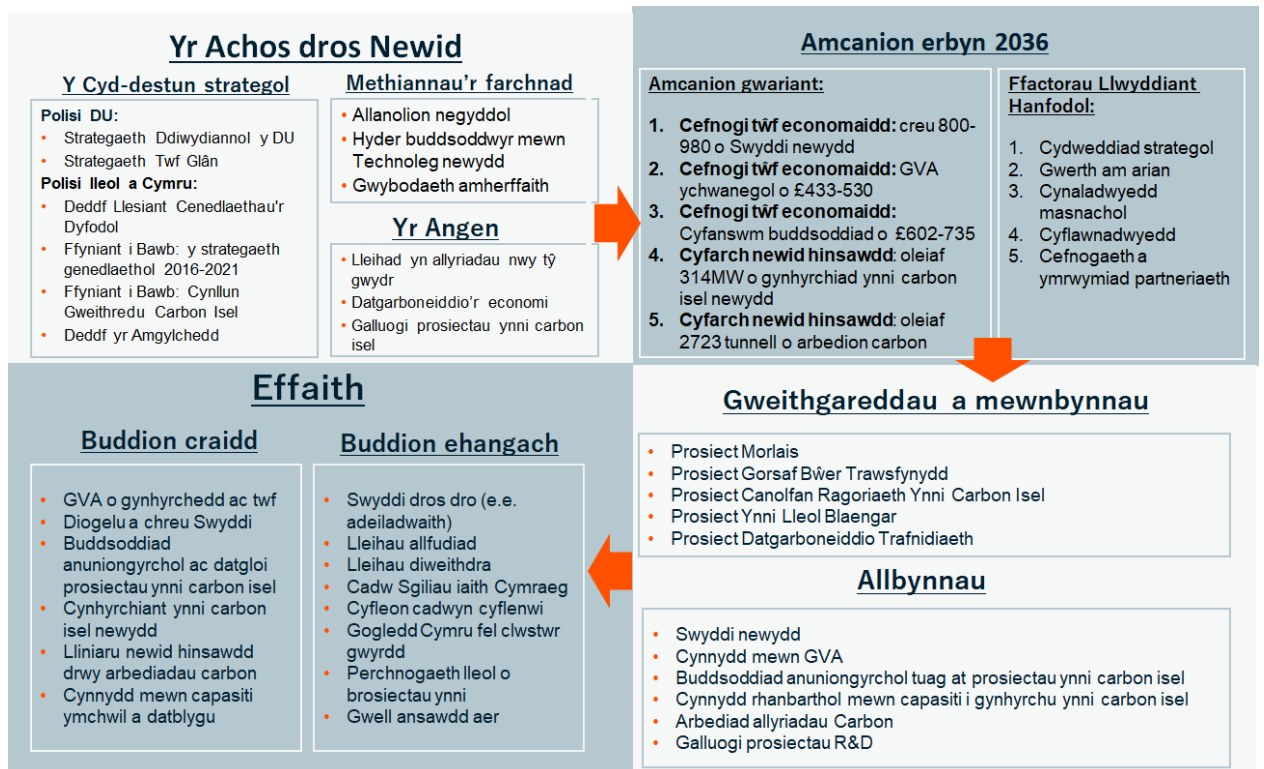 Yr Achos dros Newid
Y Cyd-destun strategol
Polisi DU:
• Strategaeth Ddiwydiannol y DU
• Strategaeth Twf Glân
Polisi lleol a Cymru:
• Deddf Llesiant Cenedlaethau'r
Dyfodol
• Ffyniant i Bawb: y strategaeth
genedlaethol 2016-2021
• Ffyniant i Bawb: Cynllun
Gweithredu Carbon Isel
• Deddf yr Amgylchedd
Methiannau'r farchnad
• Allanolion negyddol
• Hyder buddsoddwyr mewn
Technoleg newydd
• Gwybodaeth amherffaith
Yr Angen
• Lleihad yn allyriadau nwy tŷ
gwydr
• Datgarboneiddio'r economi
• Galluogi prosiectau ynni carbon
isel
Amcanion erbyn 2036
Amcanion gwariant:
1. Cefnogi tŵf economaidd: creu 800-
980 o Swyddi newydd
2. Cefnogi tŵf economaidd: GVA
ychwanegol o £433-530
3. Cefnogi tŵf economaidd:
Cyfanswm buddsoddiad o £602-735
4. Cyfarch newid hinsawdd: oleiaf
314MW o gynhyrchiad ynni carbon
isel newydd
5. Cyfarch newid hinsawdd: oleiaf
2723 tunnell o arbedion carbon
Ffactorau Llwyddiant
Hanfodol:
1. Cydweddiad strategol
2. Gwerth am arian
3. Cynaladwyedd
masnachol
4. Cyflawnadwyedd
5. Cefnogaeth a
ymrwymiad partneriaeth
Gweithgareddau a mewnbynnau
• Prosiect Morlais
• Prosiect Gorsaf Bŵer Trawsfynydd
• Prosiect Canolfan Ragoriaeth Ynni Carbon Isel
• Prosiect Ynni Lleol Blaengar
• Prosiect Datgarboneiddio Trafnidiaeth
Allbynnau
• Swyddi newydd
• Cynnydd mewn GVA
• Buddsoddiad anuniongyrchol tuag at prosiectau ynni carbon isel
• Cynnydd rhanbarthol mewn capasiti i gynhyrchu ynni carbon isel
• Arbediad allyriadau Carbon
• Galluogi prosiectau R&D
Effaith
Buddion craidd
• GVA o gynhyrchedd ac twf
• Diogelu a chreu Swyddi
• Buddsoddiad
anuniongyrchol ac datgloi
prosiectau ynni carbon isel
• Cynhyrchiant ynni carbon
isel newydd
• Lliniaru newid hinsawdd
drwy arbediadau carbon
• Cynnydd mewn capasiti
ymchwil a datblygu
Buddion ehangach
• Swyddi dros dro (e.e.
adeiladwaith)
• Lleihau allfudiad
• Lleihau diweithdra
• Cadw Sgiliau iaith Cymraeg
• Cyfleon cadwyn cyflenwi
• Gogledd Cymru fel clwstwr
gwyrdd
• Perchnogaeth lleol o
brosiectau ynni
• Gwell ansawdd aer